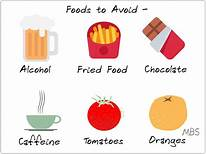 Foods to Avoid -
Alcohol Fried Food Chocolate
Caffeine Tomatoes Oranges
MBS